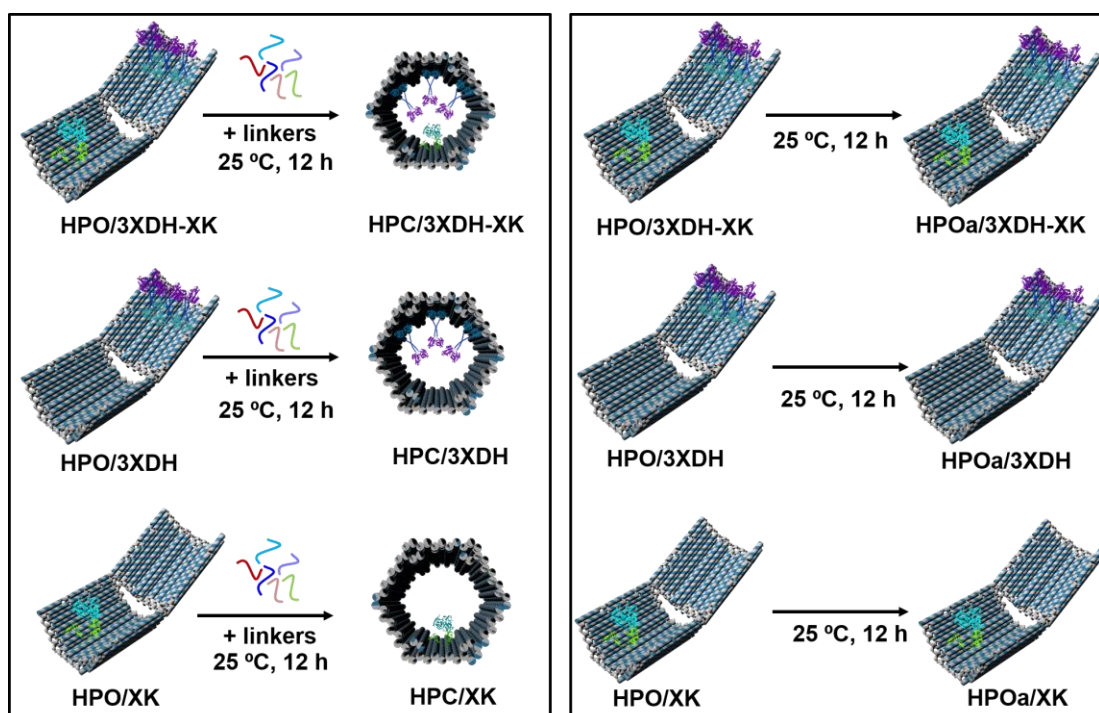 + linkers
25 ºC, 12 h
HPO/3XDH-XK
HPC/3XDH-XK
+ linkers
25 ºC, 12 h
HPO/3XDH
HPC/3XDH
+ linkers
25 ºC, 12 h
HPO/XK
HPC/XK
25 ºC, 12 h
HPO/3XDH-XK
HPOa/3XDH-XK
25 ºC, 12 h
HPO/3XDH
HPOa/3XDH
25 ºC, 12 h
HPO/XK
HPOa/XK